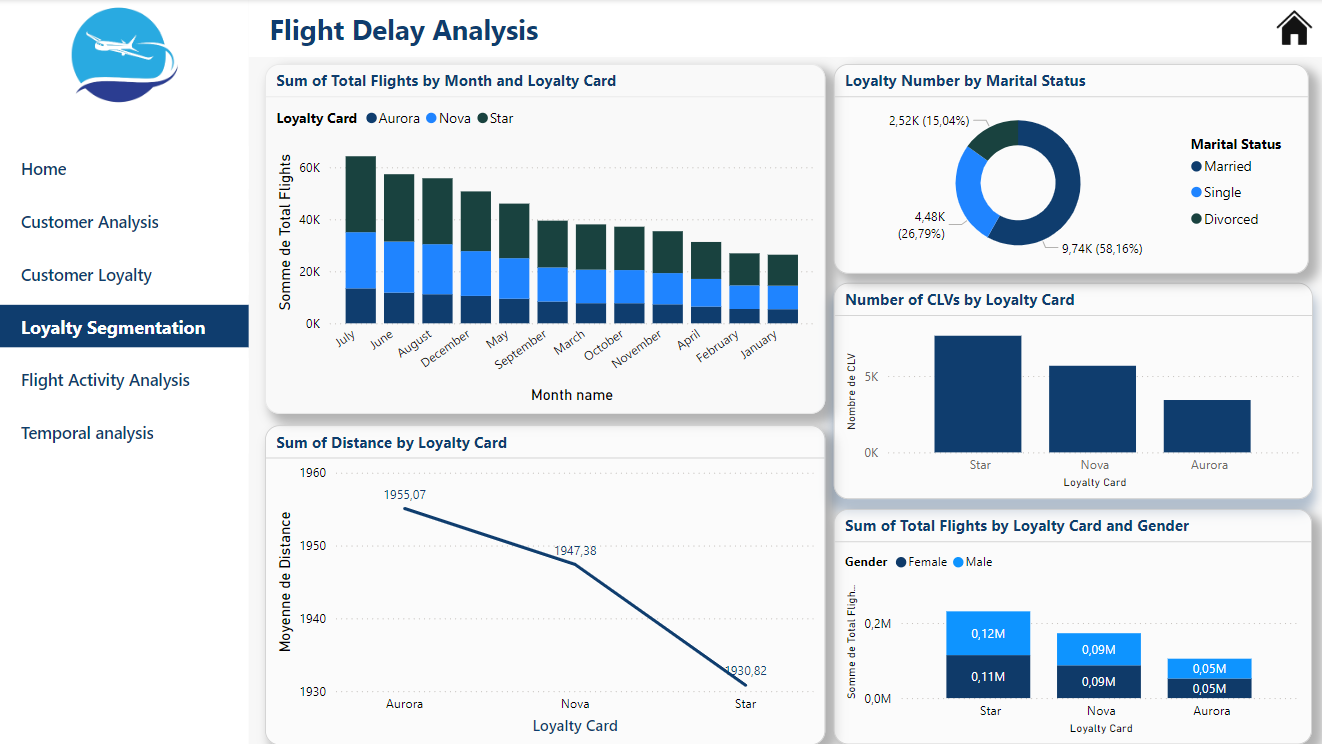 Flight Delay Analysis
Home
Customer Analysis
Customer Loyalty
Loyalty Segmentation
Flight Activity Analysis
Temporal analysis
Sum of Total Flights by Month and Loyalty Card
Loyalty Card Aurora Nova Star
Somme de Total Flights
60K
40K
20K
0K
July June August December May September March October November April February January
Month name
Sum of Distance by Loyalty Card
Moyenne de Distance
1960
1950
1940
1930
1955,07
1947,38
1930,82
Aurora Nova Star
Loyalty Card
Loyalty Number by Marital Status
2,52K (15,04%)
4,48K
(26,79%)
9,74K (58,16%)
Marital Status
Married
Single
Divorced
Number of CLVs by Loyalty Card
Nombre de CLV
5K
0K
Star Nova Aurora
Loyalty Card
Sum of Total Flights by Loyalty Card and Gender
Gender Female Male
Somme de Total Fligh...
0,2M
0,0M
0,12M
0,11M
0,09M
0,09M
0,05M
0,05M
Star Nova Aurora
Loyalty Card